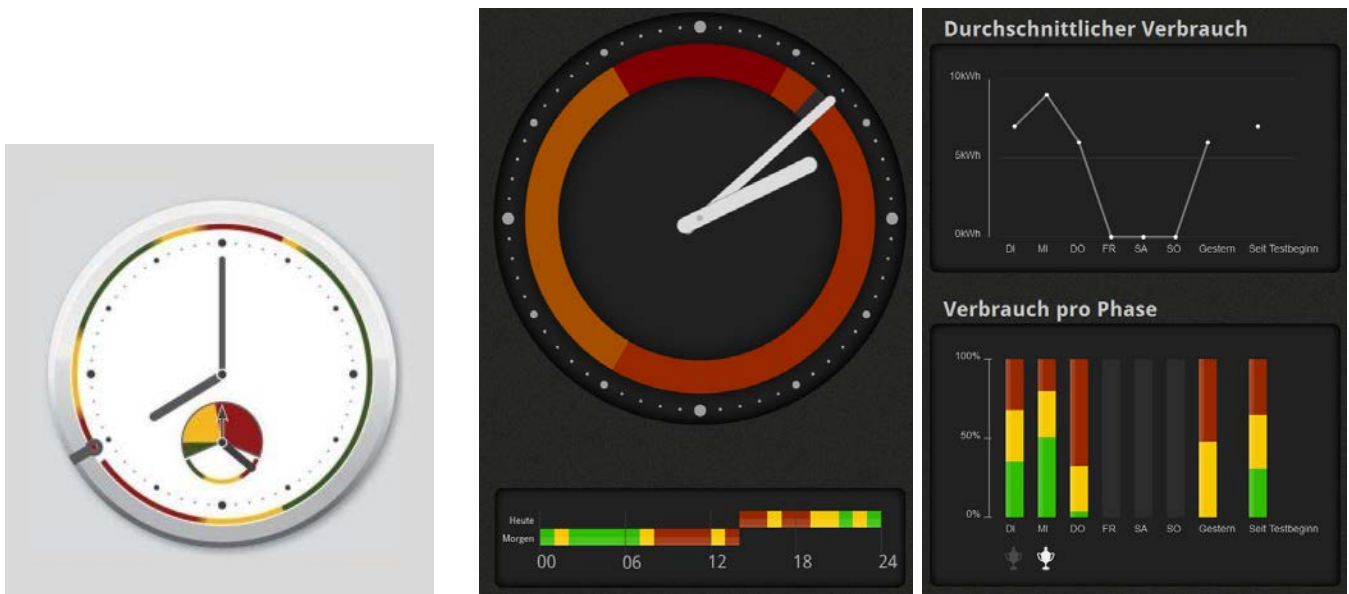 Durchschnittlicher Verbrauch
10kWh
5kWh
0kWh
DI MI DO FR SA SO Gestern Seit Testbeginn
Verbrauch pro Phase
100%
50%
0%
DI MI DO FR SA SO Gestern Seit Testbeginn
Heute
Morgen
00 06 12 18 24